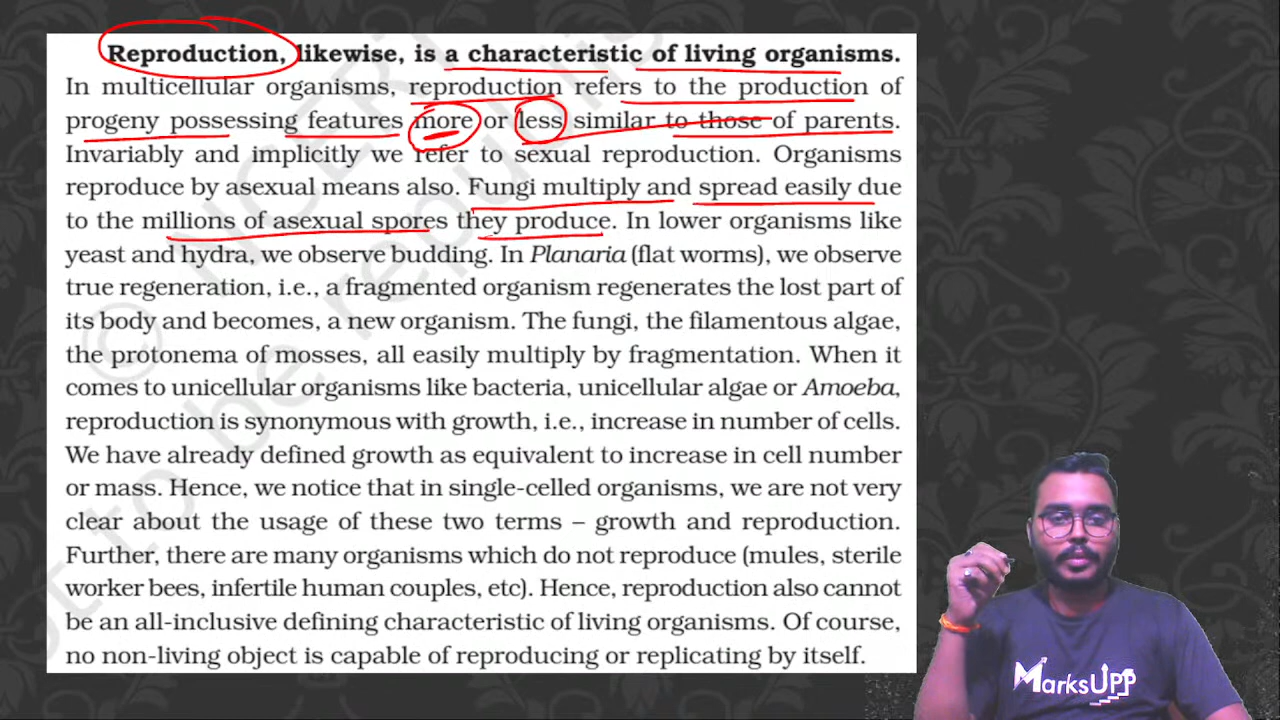 Reproduction, likewise, is a characteristic of living organisms.
In multicellular organisms, reproduction refers to the production of
progeny possessing features more or less similar to those of parents.
Invariably and implicitly we refer to sexual reproduction. Organisms
reproduce by asexual means also. Fungi multiply and spread easily due
to the millions of asexual spores they produce. In lower organisms like
yeast and hydra, we observe budding. In Planaria (flat worms), we observe
true regeneration, i.e., a fragmented organism regenerates the lost part of
its body and becomes, a new organism. The fungi, the filamentous algae,
the protonema of mosses, all easily multiply by fragmentation. When it
comes to unicellular organisms like bacteria, unicellular algae or Amoeba,
reproduction is synonymous with growth, i.e., increase in number of cells.
We have already defined growth as equivalent to increase in cell number
or mass. Hence, we notice that in single-celled organisms, we are not very
clear about the usage of these two terms – growth and reproduction.
Further, there are many organisms which do not reproduce (mules, sterile
worker bees, infertile human couples, etc). Hence, reproduction also cannot
be an all-inclusive defining characteristic of living organisms. Of course,
no non-living object is capable of reproducing or replicating by itself.
MarksUPP